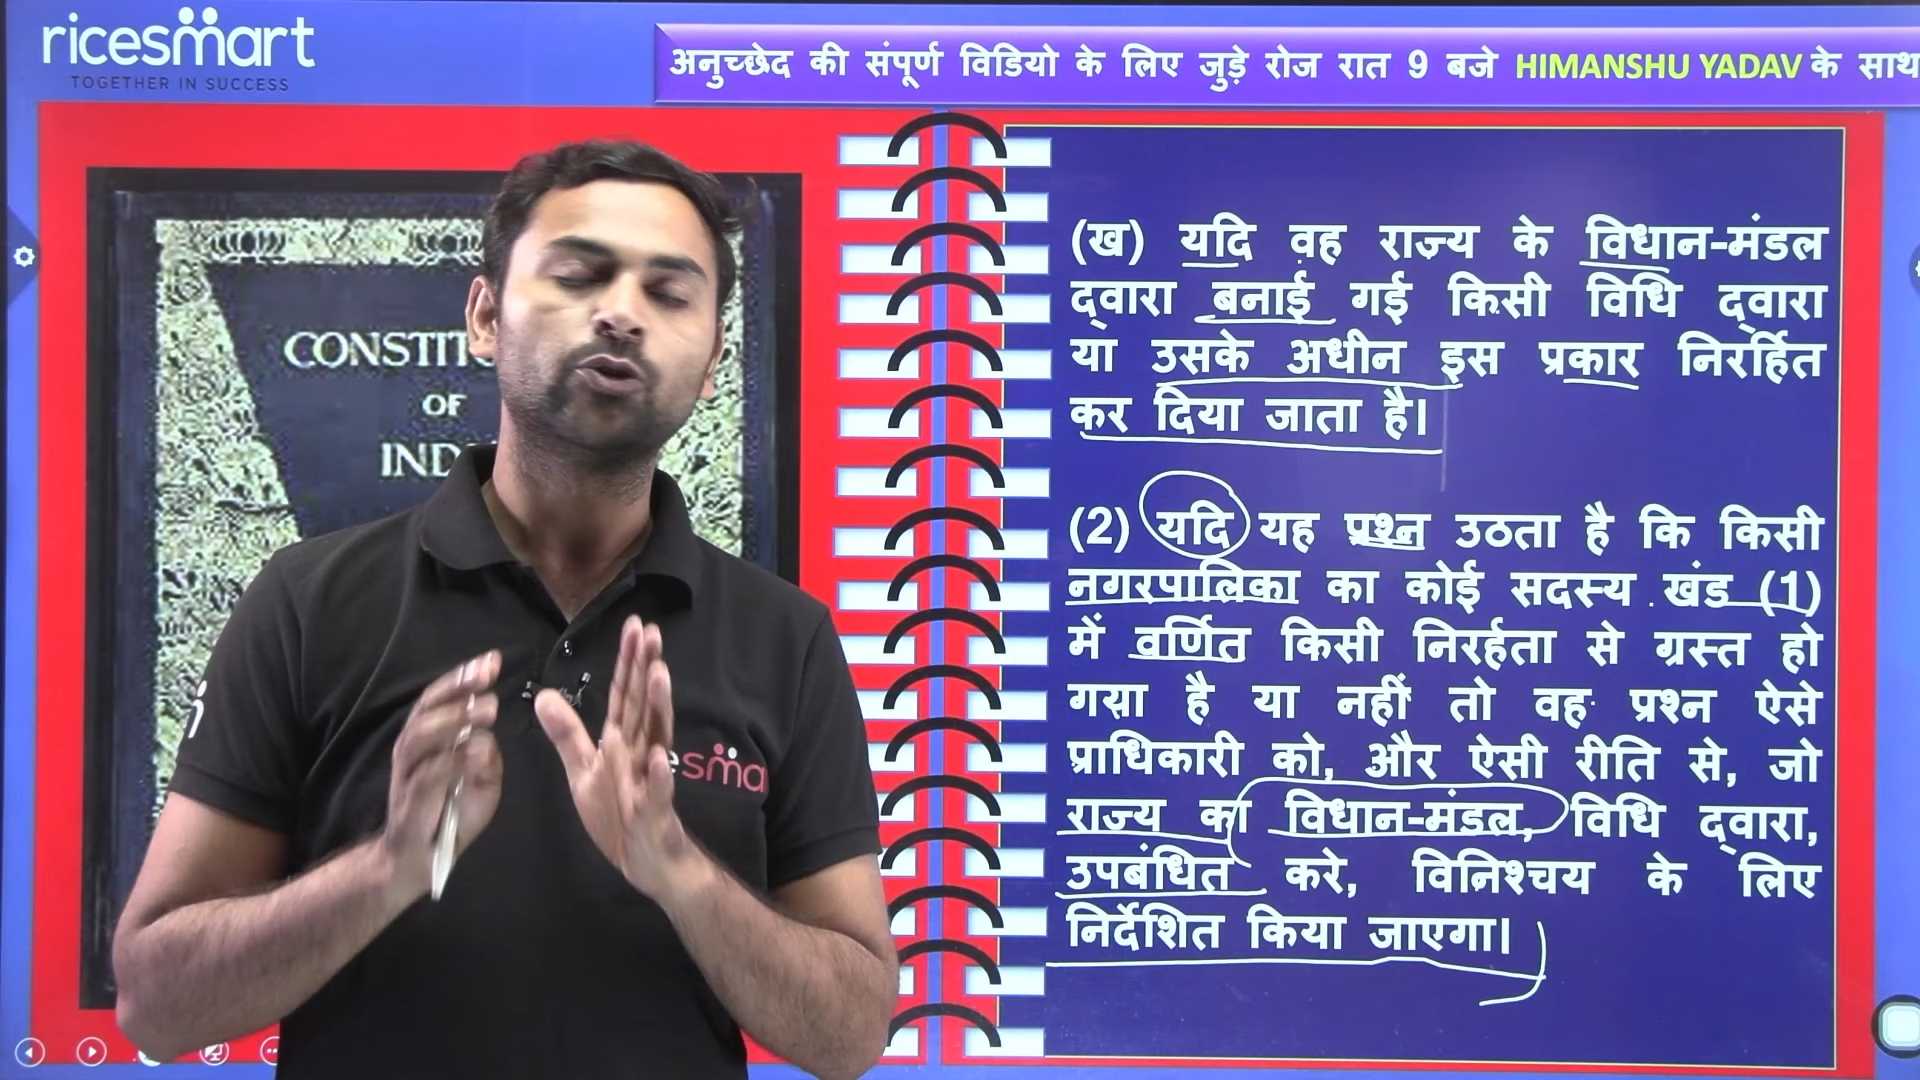 ricesmart
TOGETHER IN SUCCESS
अनुच्छेद की संपूर्ण विडियो के लिए जुड़े रोज रात 9 बजे HIMANSHU YADAV के साथ
CONSTIT
OF
IND
(ख) यदि वह राज्य के विधान-मंडल
द्वारा बनाई गई किसी विधि द्वारा
या उसके अधीन इस प्रकार निरर्हित
कर दिया जाता है।
(2) यदि यह प्रश्न उठता है कि किसी
नगरपालिका का कोई सदस्य खंड (1)
में वर्णित किसी निरर्हता से ग्रस्त हो
गया है या नहीं तो वह प्रश्न ऐसे
प्राधिकारी को, और ऐसी रीति से, जो
राज्य का विधान-मंडल, विधि द्वारा,
उपबंधित करे, विनिश्चय के लिए
निर्देशित किया जाएगा।
esma